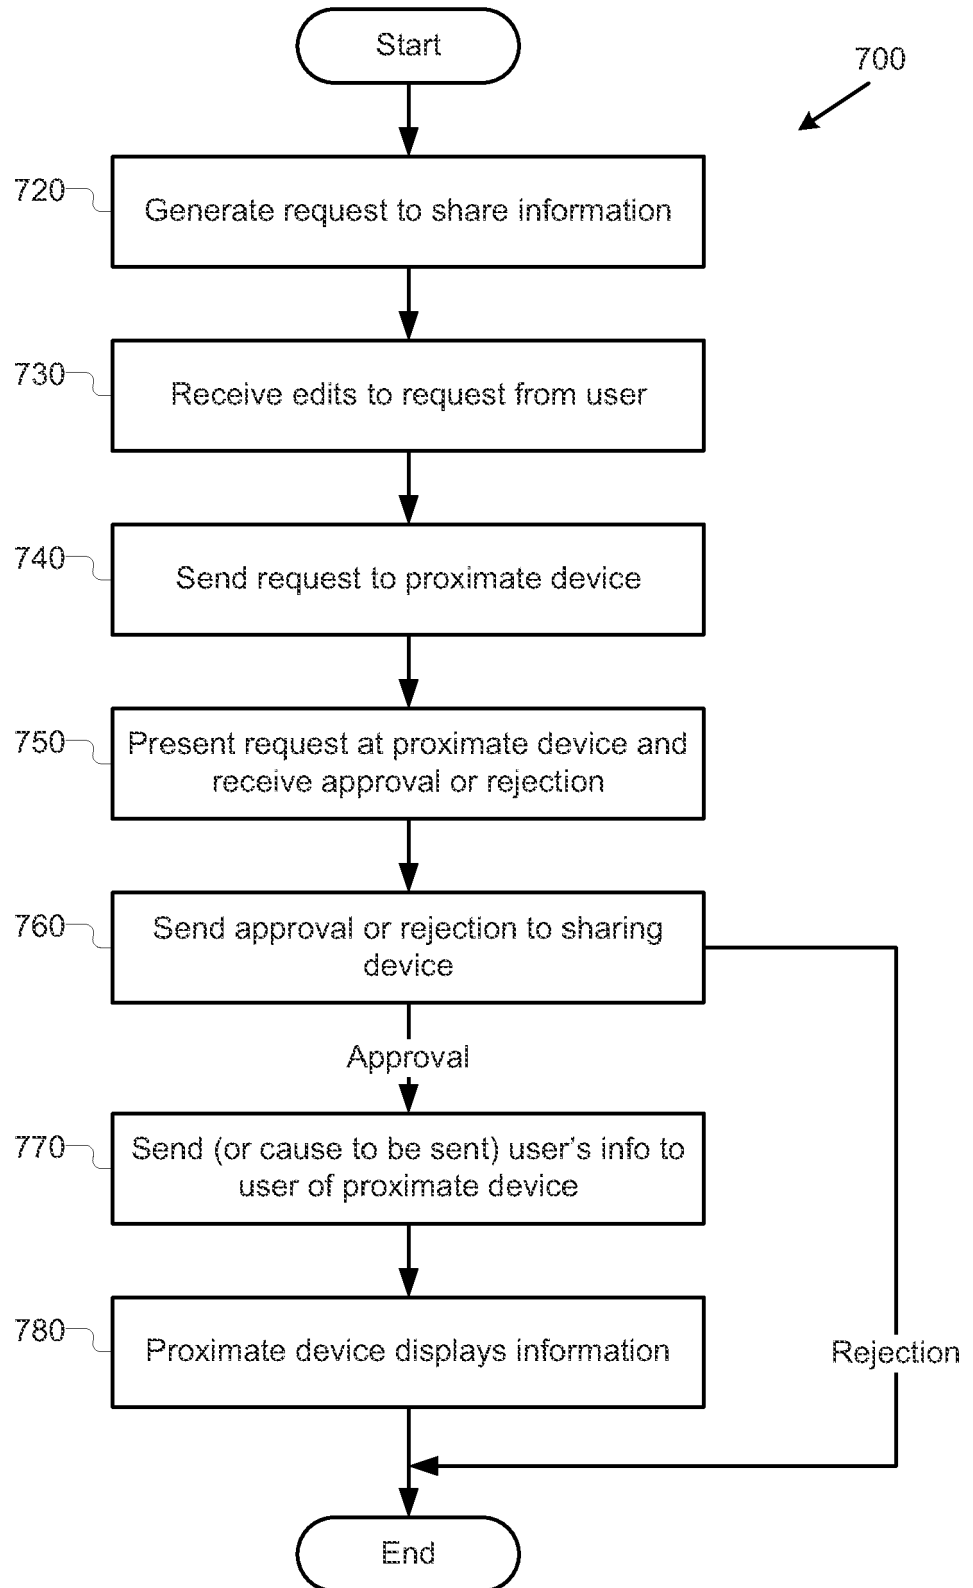 Start
700
720
Generate request to share information
730
Receive edits to request from user
740
Send request to proximate device
750
Present request at proximate device and
receive approval or rejection
760
Send approval or rejection to sharing
device
Approval
770
Send (or cause to be sent) user's info to
user of proximate device
780
Proximate device displays information
Rejection
End